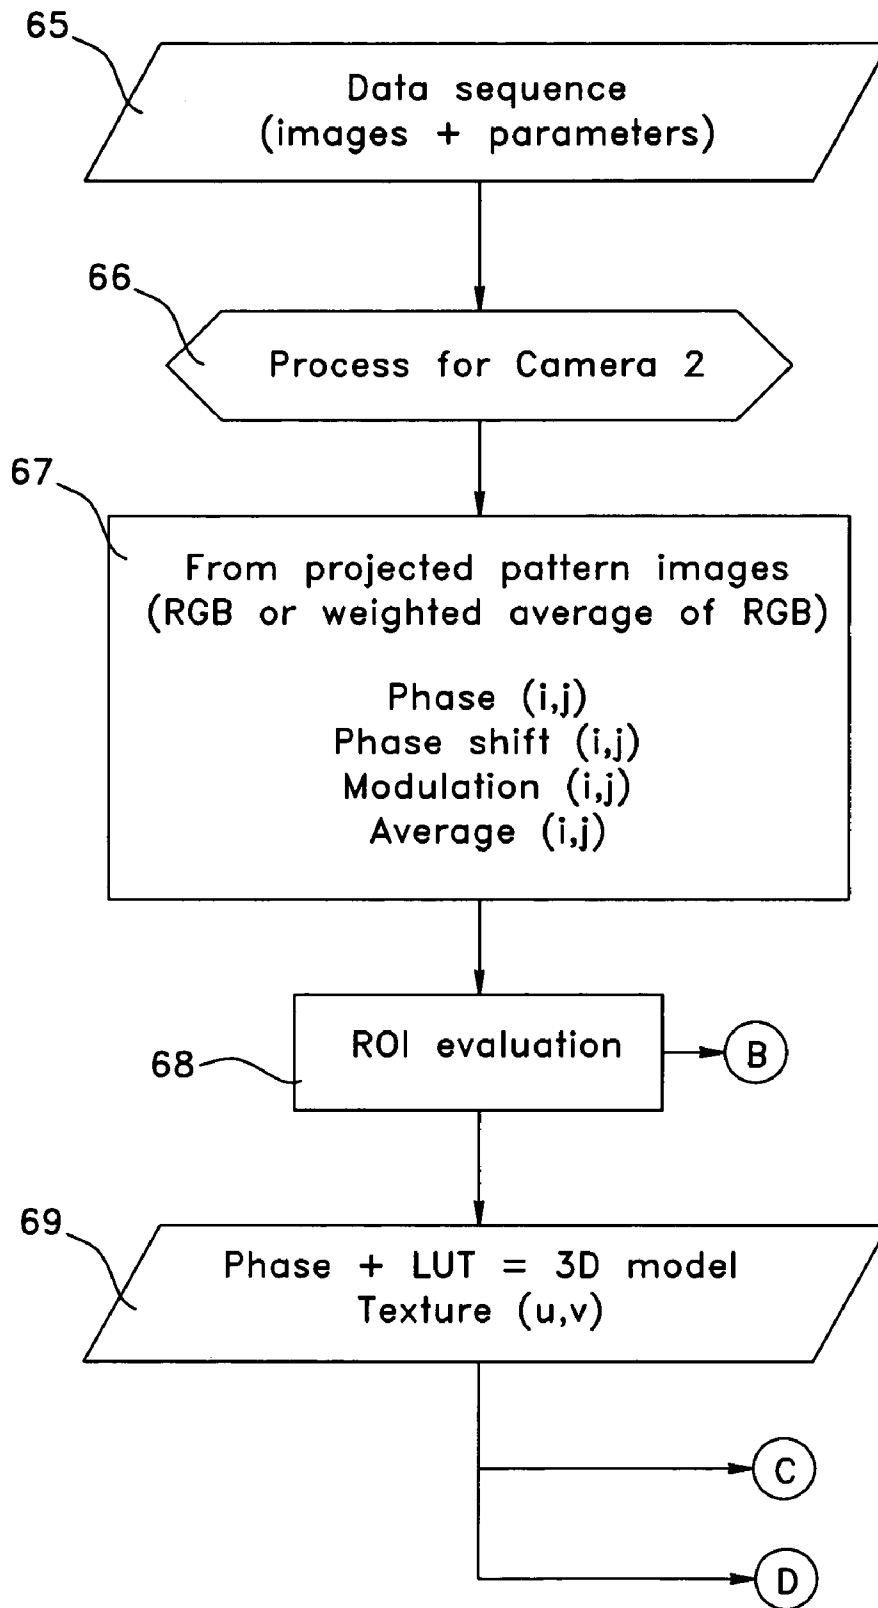 65
Data sequence
(images + parameters)
66
Process for Camera 2
67
From projected pattern images
(RGB or weighted average of RGB)
Phase (i,j)
Phase shift (i,j)
Modulation (i,j)
Average (i,j)
ROI evaluation
B
68
69
Phase + LUT = 3D model
Texture (u,v)
C
D